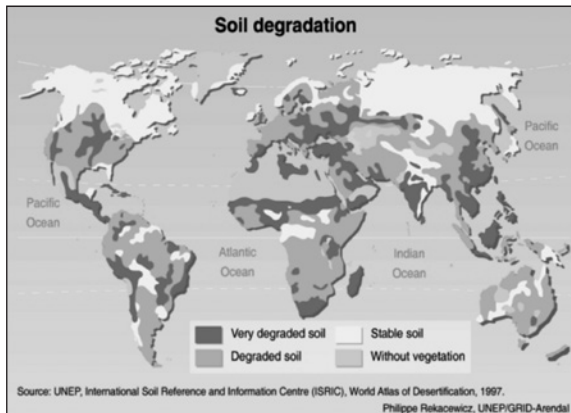 Soil degradation
Pacific
Ocean
Pacific
Ocean
Atlantic
Ocean
Indian
Ocean
Very degraded soil
Stable soil
Degraded soil
Without vegetation
Source: UNEP, International Soil Reference and Information Centre (ISRIC), World Atlas of Desertification, 1997.
Philippe Rekacewicz, UNEP/GRID-Arendal